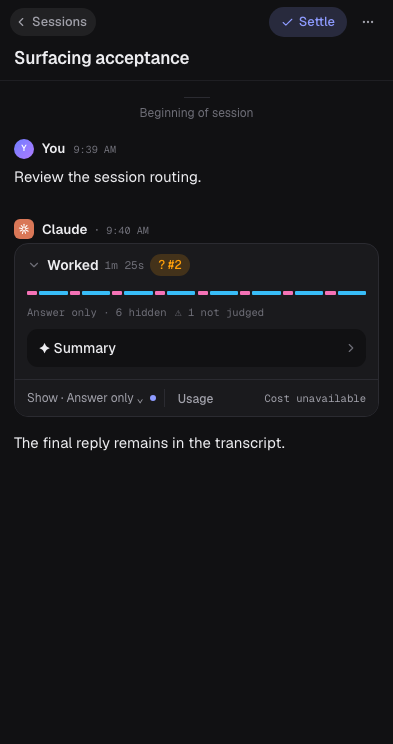 Sessions
Settle
Surfacing acceptance
Beginning of session
Y
You 9:39 AM
Review the session routing.
Claude · 9:40 AM
Worked 1m 25s ? #2
Answer only · 6 hidden ⚠ 1 not judged
Summary
Show · Answer only
Usage
Cost unavailable
The final reply remains in the transcript.